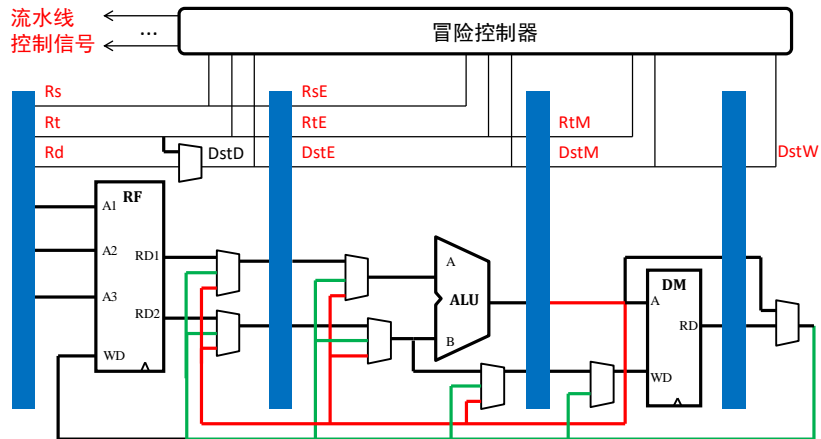 流水线
控制信号
...
冒险控制器
Rs
RsE
Rt
RtE
RtM
Rd
DstD
DstE
DstM
DstW
RF
A1
A2
A3
RD1
RD2
WD
A
ALU
B
DM
A
RD
WD